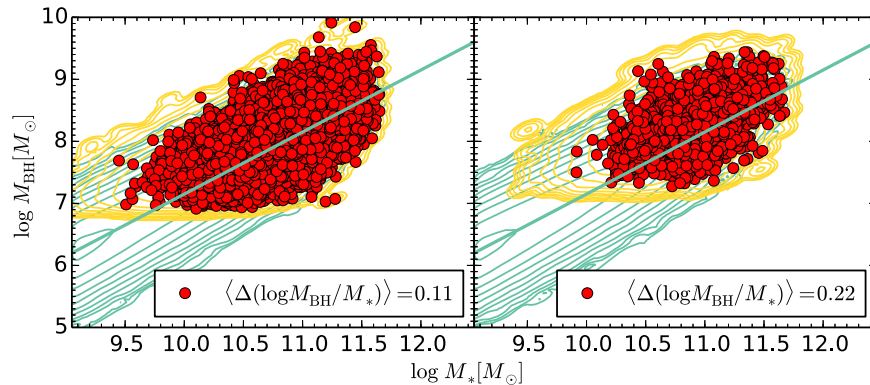 10
9
8
7
6
5
log M_BH[M_⊙]
⟨Δ(logM_BH/M_*)⟩=0.11
⟨Δ(logM_BH/M_*)⟩=0.22
9.5 10.0 10.5 11.0 11.5 12.0 9.5 10.0 10.5 11.0 11.5 12.0
log M_*[M_⊙]